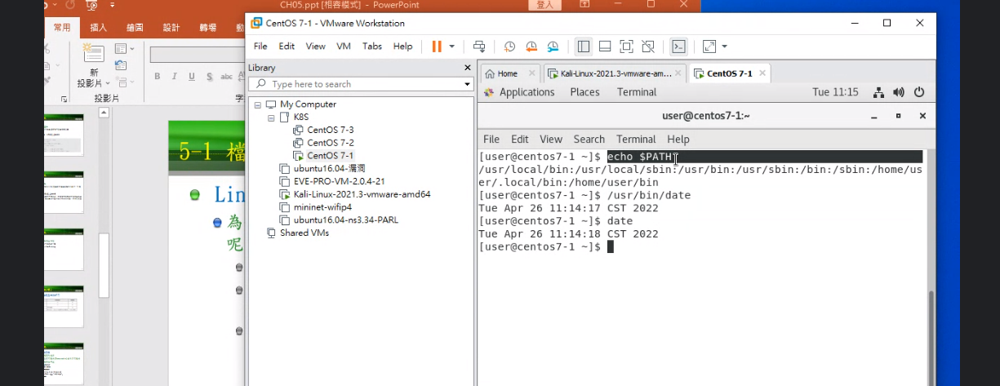 CH05.ppt [相容模式] - PowerPoint
登入
常用 插入 繪圖 設計 轉場
新
投影片
投影片
B I U S abc
字
5-1 檔
Lin
為
呢
CentOS 7-1 - VMware Workstation
File Edit View VM Tabs Help
Library
Type here to search
My Computer
K8S
CentOS 7-3
CentOS 7-2
CentOS 7-1
ubuntu16.04-漏洞
EVE-PRO-VM-2.0.4-21
Kali-Linux-2021.3-vmware-amd64
mininet-wifip4
ubuntu16.04-ns3.34-PARL
Shared VMs
Home Kali-Linux-2021.3-vmware-am... CentOS 7-1
Applications Places Terminal Tue 11:15
user@centos7-1:~
File Edit View Search Terminal Help
[user@centos7-1 ~]$ echo $PATH
/usr/local/bin:/usr/local/sbin:/usr/bin:/usr/sbin:/bin:/sbin:/home/us
er/.local/bin:/home/user/bin
[user@centos7-1 ~]$ /usr/bin/date
Tue Apr 26 11:14:17 CST 2022
[user@centos7-1 ~]$ date
Tue Apr 26 11:14:18 CST 2022
[user@centos7-1 ~]$